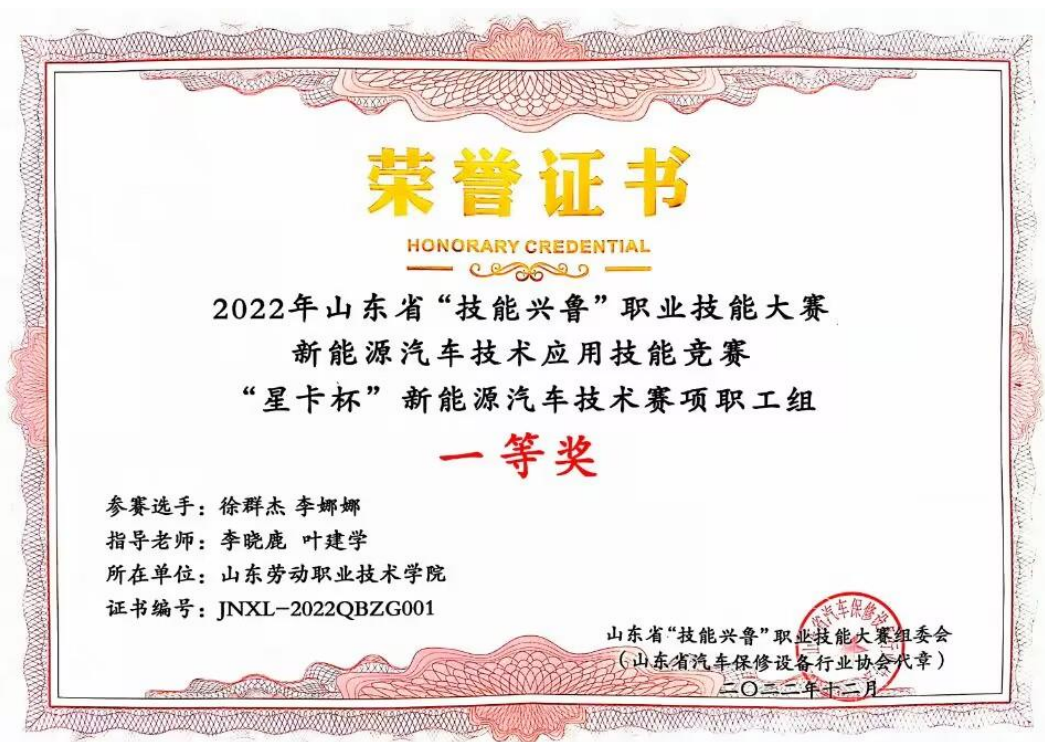 荣誉证书
HONORARY CREDENTIAL
2022年山东省“技能兴鲁”职业技能大赛
新能源汽车技术应用技能竞赛
“星卡杯”新能源汽车技术赛项职工组
一等奖
参赛选手：徐群杰 李娜娜
指导老师：李晓鹿 叶建学
所在单位：山东劳动职业技术学院
证书编号：JNXL-2022QBZG001
山东省“技能兴鲁”职业技能大赛组委会
（山东省汽车保修设备行业协会代章）
二〇二二年十二月